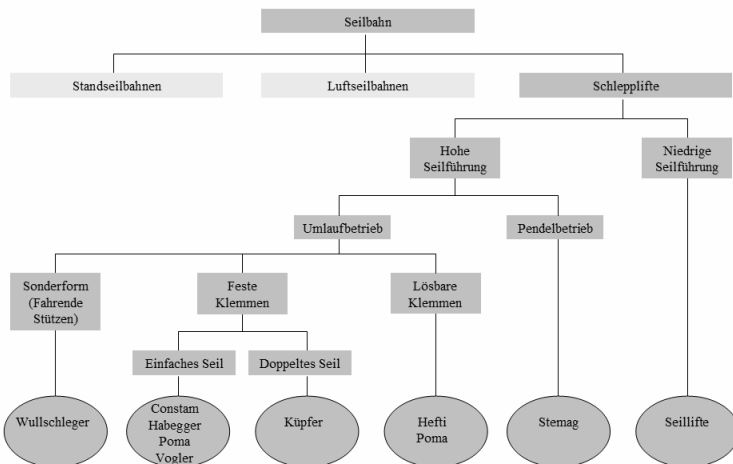 Seilbahn
Standseilbahnen
Luftseilbahnen
Schlepplifte
Hohe
Seilführung
Niedrige
Seilführung
Umlaufbetrieb
Pendelbetrieb
Sonderform
(Fahrende
Stützen)
Feste
Klemmen
Lösbare
Klemmen
Einfaches Seil
Doppeltes Seil
Wullschleger
Constam
Habegger
Poma
Vogler
Küpfer
Hefti
Poma
Stemag
Seillifte